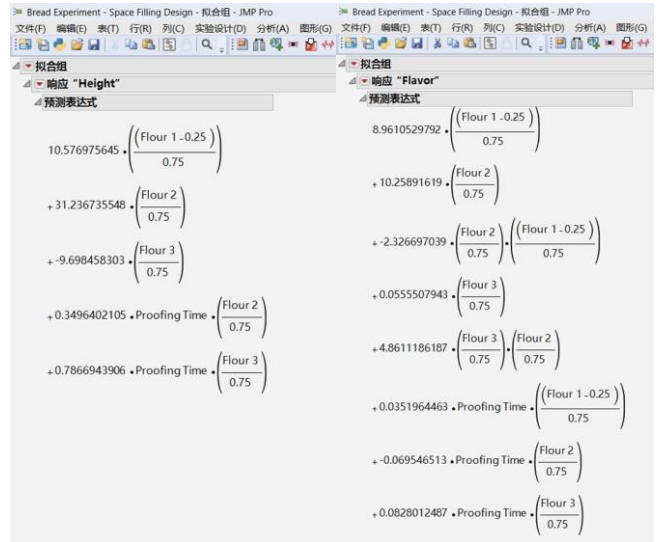 Bread Experiment - Space Filling Design - 拟合组 - JMP Pro
文件(F) 编辑(E) 表(T) 行(R) 列(C) 实验设计(D) 分析(A) 图形(G)
拟合组
响应 "Height"
预测表达式
10.576975645 • ((Flour 1 - 0.25) / 0.75)
+ 31.236735548 • (Flour 2 / 0.75)
+ -9.698458303 • (Flour 3 / 0.75)
+ 0.3496402105 • Proofing Time • (Flour 2 / 0.75)
+ 0.7866943906 • Proofing Time • (Flour 3 / 0.75)
Bread Experiment - Space Filling Design - 拟合组 - JMP Pro
文件(F) 编辑(E) 表(T) 行(R) 列(C) 实验设计(D) 分析(A) 图形(G)
拟合组
响应 "Flavor"
预测表达式
8.9610529792 • ((Flour 1 - 0.25) / 0.75)
+ 10.25891619 • (Flour 2 / 0.75)
+ -2.326697039 • (Flour 2 / 0.75) • ((Flour 1 - 0.25) / 0.75)
+ 0.0555507943 • (Flour 3 / 0.75)
+ 4.8611186187 • (Flour 3 / 0.75) • (Flour 2 / 0.75)
+ 0.0351964463 • Proofing Time • ((Flour 1 - 0.25) / 0.75)
+ -0.069546513 • Proofing Time • (Flour 2 / 0.75)
+ 0.0828012487 • Proofing Time • (Flour 3 / 0.75)